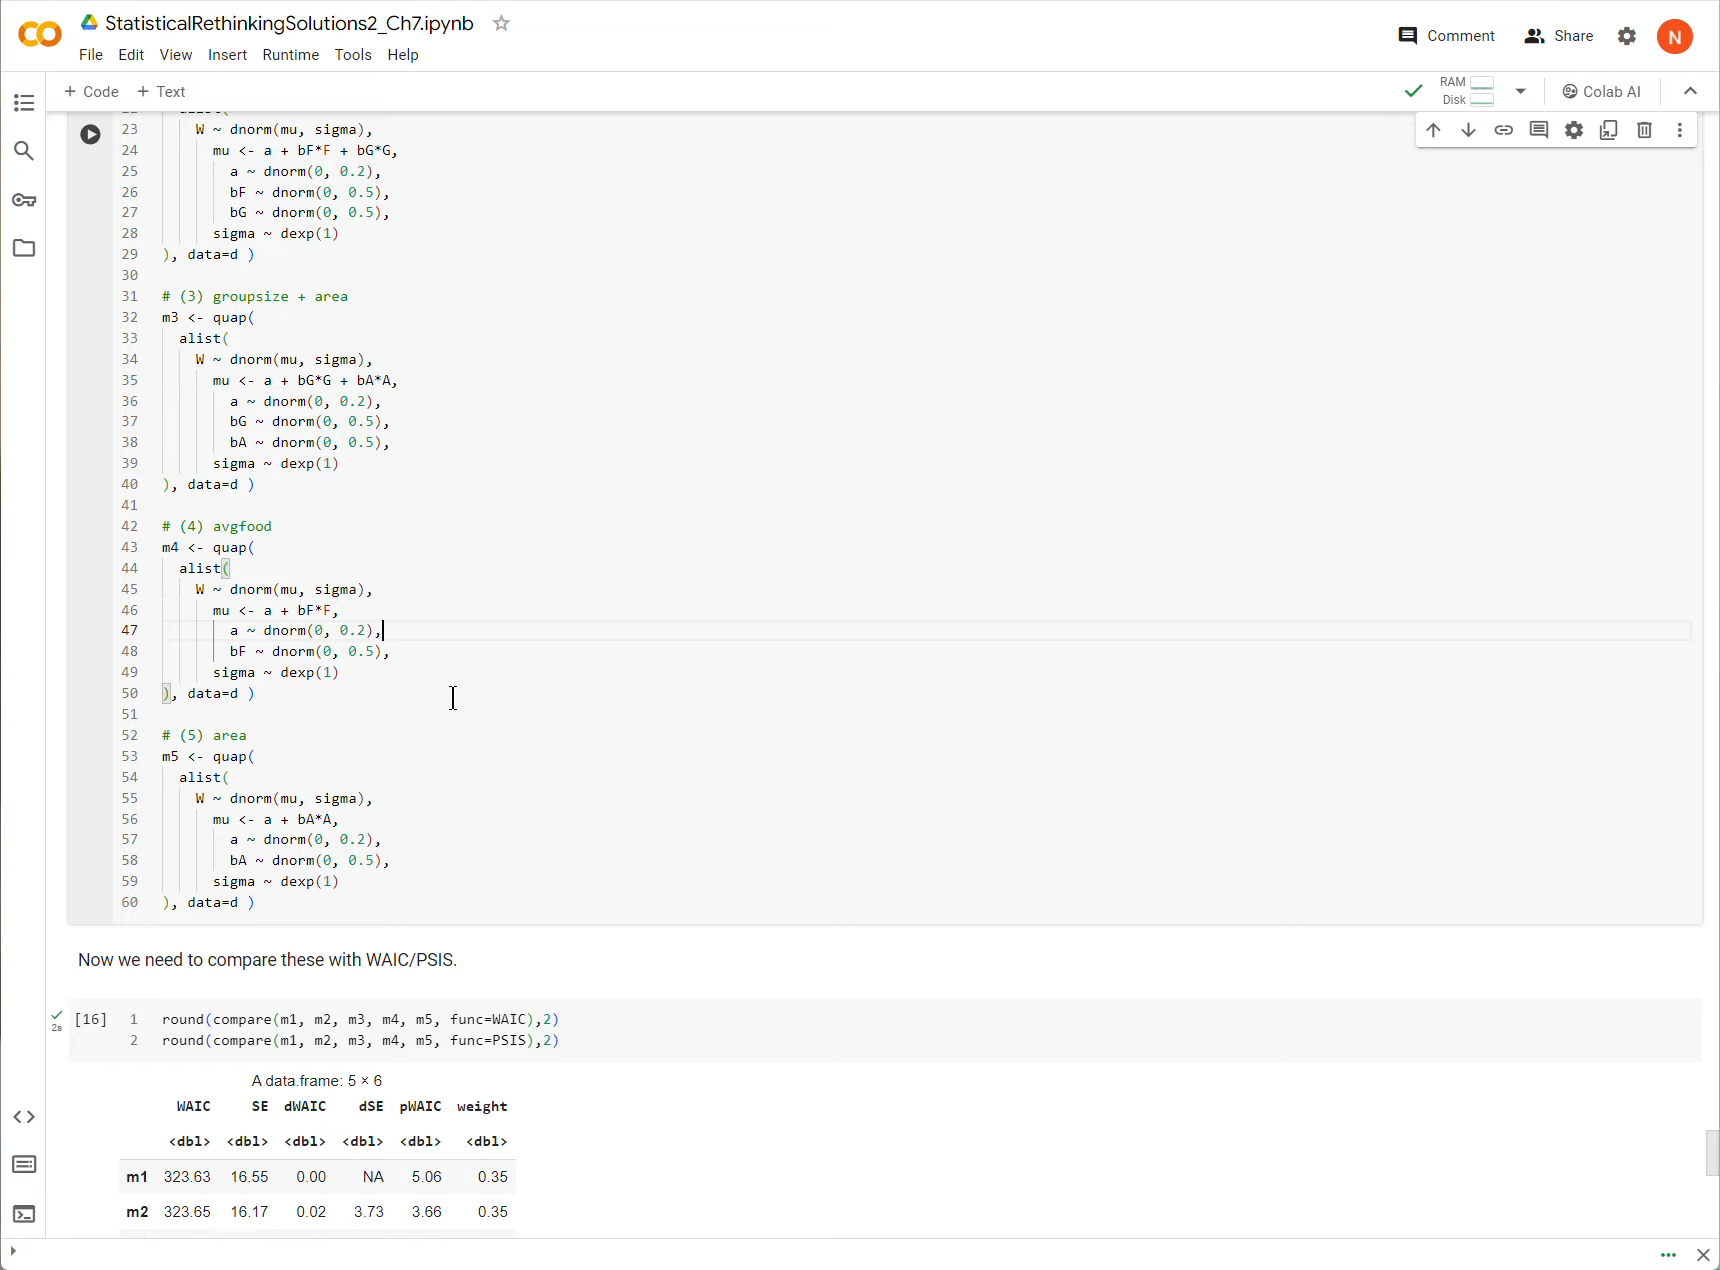 StatisticalRethinkingSolutions2_Ch7.ipynb
File Edit View Insert Runtime Tools Help
Comment Share N
+ Code + Text
RAM
Disk
Colab AI
23 W ~ dnorm(mu, sigma),
24 mu <- a + bF*F + bG*G,
25 a ~ dnorm(0, 0.2),
26 bF ~ dnorm(0, 0.5),
27 bG ~ dnorm(0, 0.5),
28 sigma ~ dexp(1)
29 ), data=d )
30
31 # (3) groupsize + area
32 m3 <- quap(
33 alist(
34 W ~ dnorm(mu, sigma),
35 mu <- a + bG*G + bA*A,
36 a ~ dnorm(0, 0.2),
37 bG ~ dnorm(0, 0.5),
38 bA ~ dnorm(0, 0.5),
39 sigma ~ dexp(1)
40 ), data=d )
41
42 # (4) avgfood
43 m4 <- quap(
44 alist(
45 W ~ dnorm(mu, sigma),
46 mu <- a + bF*F,
47 a ~ dnorm(0, 0.2),
48 bF ~ dnorm(0, 0.5),
49 sigma ~ dexp(1)
50 ), data=d )
51
52 # (5) area
53 m5 <- quap(
54 alist(
55 W ~ dnorm(mu, sigma),
56 mu <- a + bA*A,
57 a ~ dnorm(0, 0.2),
58 bA ~ dnorm(0, 0.5),
59 sigma ~ dexp(1)
60 ), data=d )
Now we need to compare these with WAIC/PSIS.
2s [16] 1 round(compare(m1, m2, m3, m4, m5, func=WAIC),2)
2 round(compare(m1, m2, m3, m4, m5, func=PSIS),2)
A data.frame: 5 × 6
WAIC SE dWAIC dSE pWAIC weight
<dbl> <dbl> <dbl> <dbl> <dbl> <dbl>
m1 323.63 16.55 0.00 NA 5.06 0.35
m2 323.65 16.17 0.02 3.73 3.66 0.35